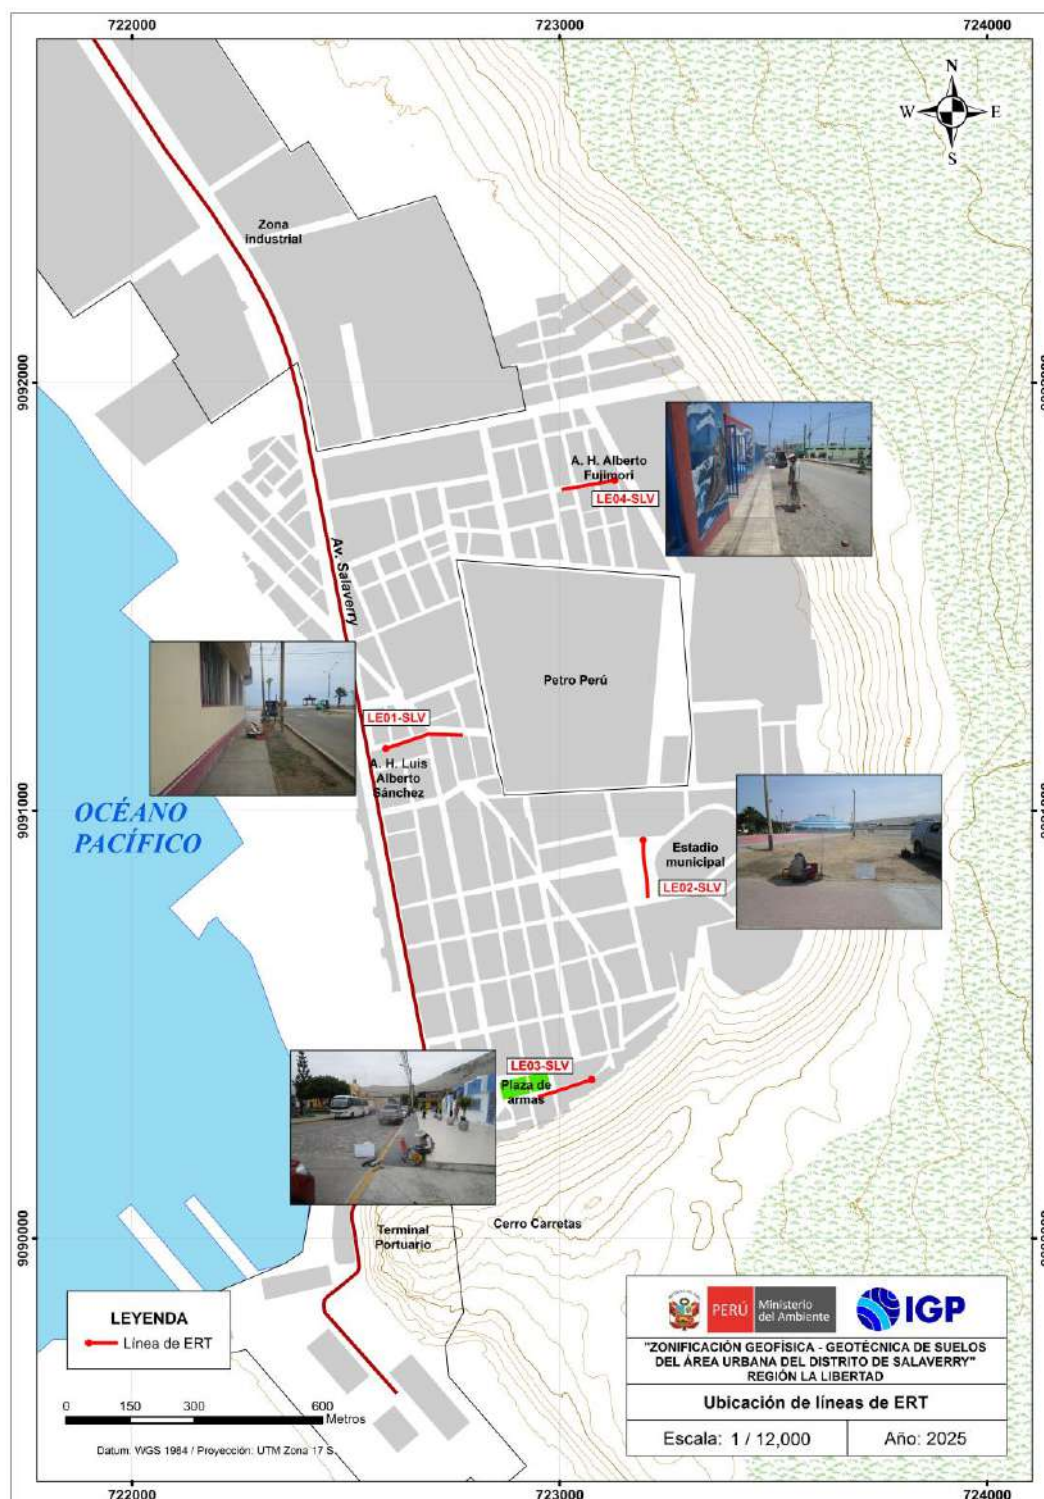 722000
723000
724000
N
W
E
S
Zona
industrial
9092000
A. H. Alberto
Fujimori
LE04-SLV
Av. Salaverry
Petro Perú
LE01-SLV
A. H. Luis
Alberto
Sánchez
9091000
OCÉANO
PACÍFICO
Estadio
municipal
LE02-SLV
LE03-SLV
Plaza de
armas
9090000
Terminal
Portuario
Cerro Carretas
LEYENDA
Línea de ERT
0
150
300
600
Metros
Datum: WGS 1984 / Proyección: UTM Zona 17 S.
PERÚ
Ministerio
del Ambiente
IGP
"ZONIFICACIÓN GEOFÍSICA - GEOTÉCNICA DE SUELOS
DEL ÁREA URBANA DEL DISTRITO DE SALAVERRY"
REGIÓN LA LIBERTAD
Ubicación de líneas de ERT
Escala: 1 / 12,000
Año: 2025
722000
723000
724000